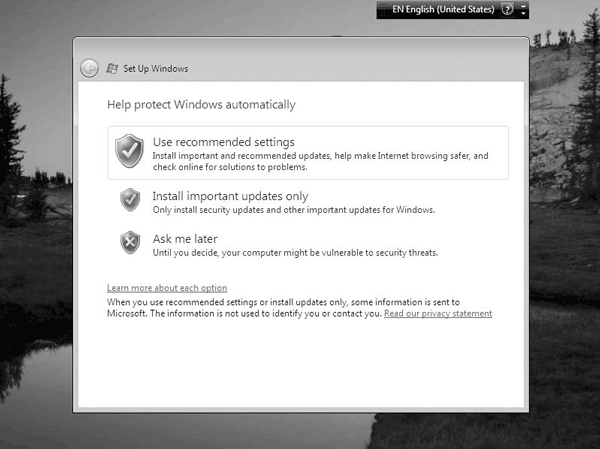 EN English (United States) ?
Set Up Windows
Help protect Windows automatically
Use recommended settings
Install important and recommended updates, help make Internet browsing safer, and
check online for solutions to problems.
Install important updates only
Only install security updates and other important updates for Windows.
Ask me later
Until you decide, your computer might be vulnerable to security threats.
Learn more about each option
When you use recommended settings or install updates only, some information is sent to
Microsoft. The information is not used to identify you or contact you. Read our privacy statement